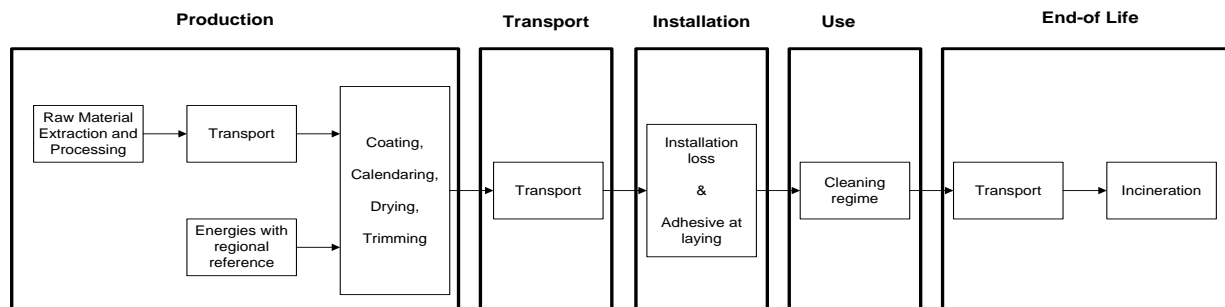 Production
Transport
Installation
Use
End-of Life
Raw Material
Extraction and
Processing
Transport
Energies with
regional
reference
Coating,
Calendaring,
Drying,
Trimming
Transport
Installation
loss
&
Adhesive at
laying
Cleaning
regime
Transport
Incineration